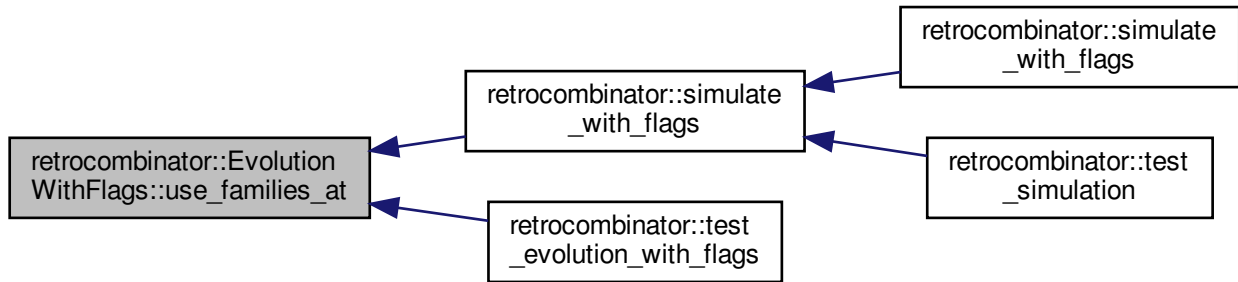 retrocombinator::Evolution
WithFlags::use_families_at
retrocombinator::simulate
_with_flags
retrocombinator::simulate
_with_flags
retrocombinator::test
_simulation
retrocombinator::test
_evolution_with_flags